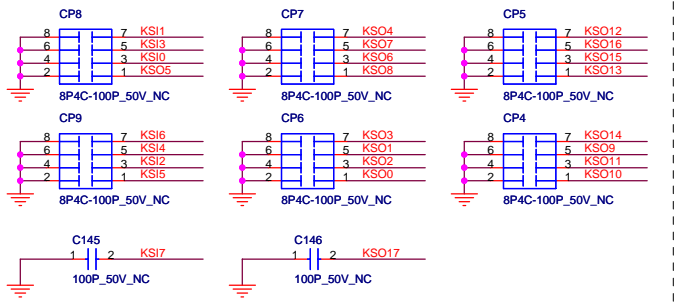 CP8 CP7 CP5
8 7 KSI1 8 7 KSO4 8 7 KSO12
6 5 KSI3 6 5 KSO7 6 5 KSO16
4 3 KSI0 4 3 KSO6 4 3 KSO15
2 1 KSO5 2 1 KSO8 2 1 KSO13
8P4C-100P_50V_NC 8P4C-100P_50V_NC 8P4C-100P_50V_NC
CP9 CP6 CP4
8 7 KSI6 8 7 KSO3 8 7 KSO14
6 5 KSI4 6 5 KSO1 6 5 KSO9
4 3 KSI2 4 3 KSO2 4 3 KSO11
2 1 KSI5 2 1 KSO0 2 1 KSO10
8P4C-100P_50V_NC 8P4C-100P_50V_NC 8P4C-100P_50V_NC
C145 C146
1 2 KSI7 1 2 KSO17
100P_50V_NC 100P_50V_NC